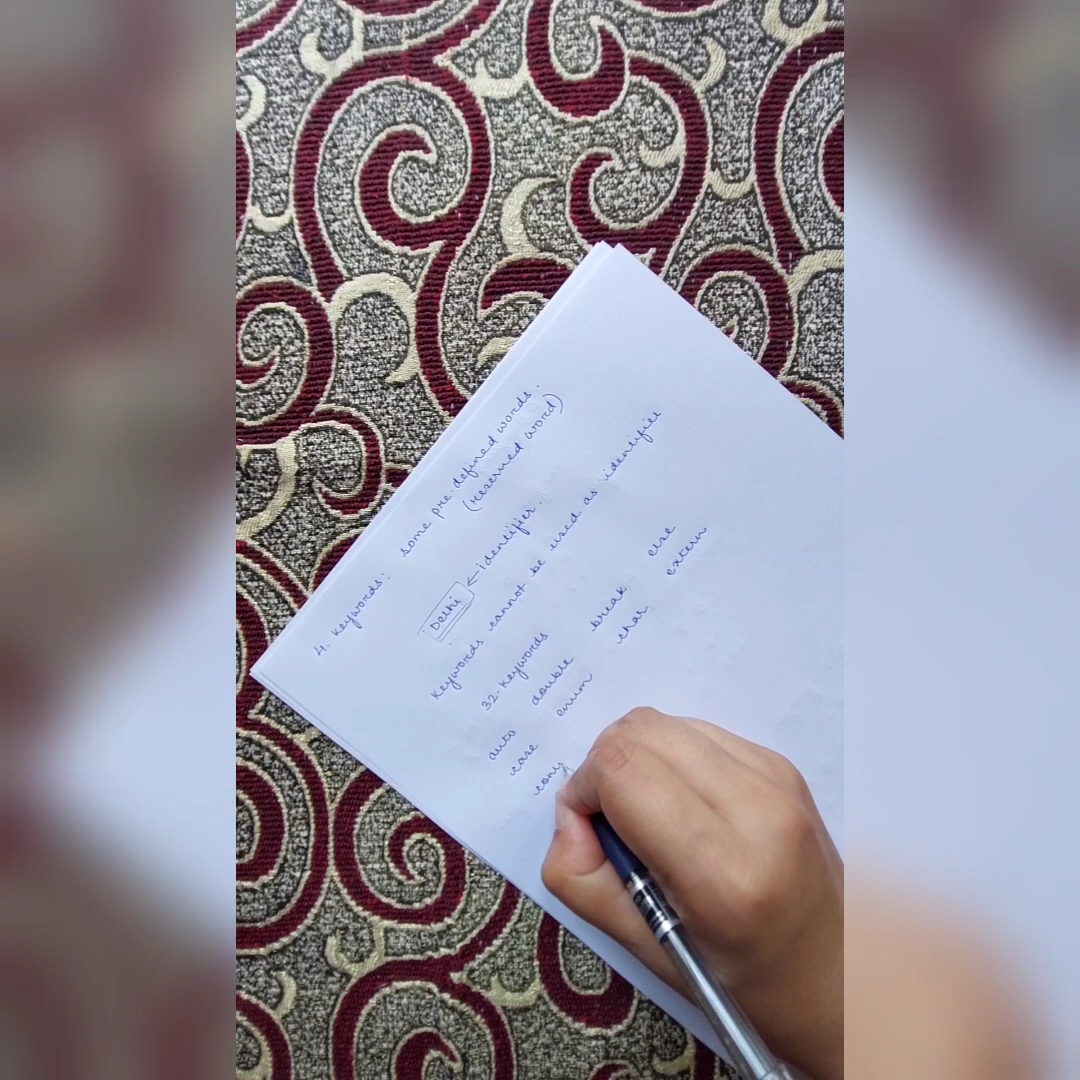 4. Keywords: some pre-defined words.
(reserved word)
Delhi ← identifier.
Keywords cannot be used as identifier
32-Keywords
auto double break else
case enum char extern